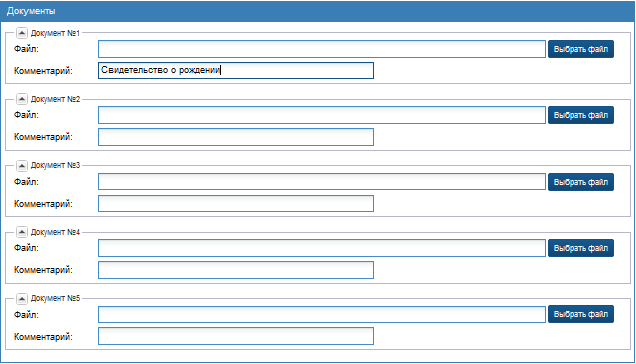 Документы
Документ №1
Файл: Выбрать файл
Комментарий: Свидетельство о рождении
Документ №2
Файл: Выбрать файл
Комментарий:
Документ №3
Файл: Выбрать файл
Комментарий:
Документ №4
Файл: Выбрать файл
Комментарий:
Документ №5
Файл: Выбрать файл
Комментарий: